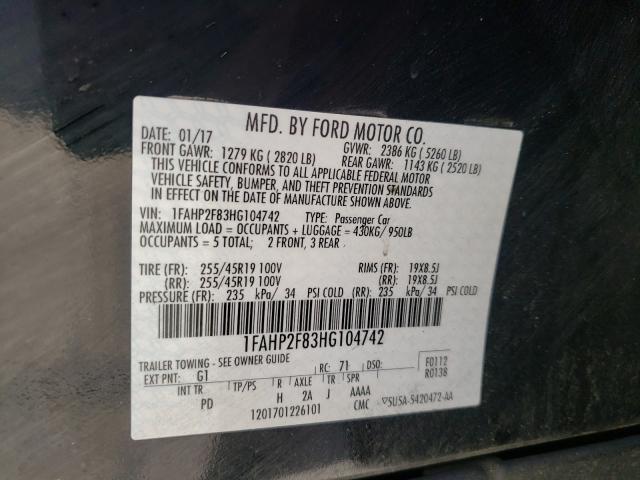 MFD. BY FORD MOTOR CO.
DATE: 01/17 GVWR: 2386 KG ( 5260 LB)
FRONT GAWR: 1279 KG ( 2820 LB) REAR GAWR: 1143 KG ( 2520 LB)
THIS VEHICLE CONFORMS TO ALL APPLICABLE FEDERAL MOTOR
VEHICLE SAFETY, BUMPER, AND THEFT PREVENTION STANDARDS
IN EFFECT ON THE DATE OF MANUFACTURE SHOWN ABOVE.
VIN: 1FAHP2F83HG104742 TYPE: Passenger Car
MAXIMUM LOAD = OCCUPANTS + LUGGAGE = 430KG/ 950LB
OCCUPANTS = 5 TOTAL; 2 FRONT, 3 REAR
TIRE (FR): 255/45R19 100V RIMS (FR): 19X8.5J
(RR): 255/45R19 100V (RR): 19X8.5J
PRESSURE (FR): 235 kPa/ 34 PSI COLD (RR): 235 kPa/ 34 PSI COLD
1FAHP2F83HG104742
TRAILER TOWING - SEE OWNER GUIDE
EXT PNT: G1 RC: 71 DSO: F0112
R0138
INT TR TP/PS R AXLE TR SPR
PD H 2A J AAAA
1201701226101 CMC 5U5A-5420472-AA